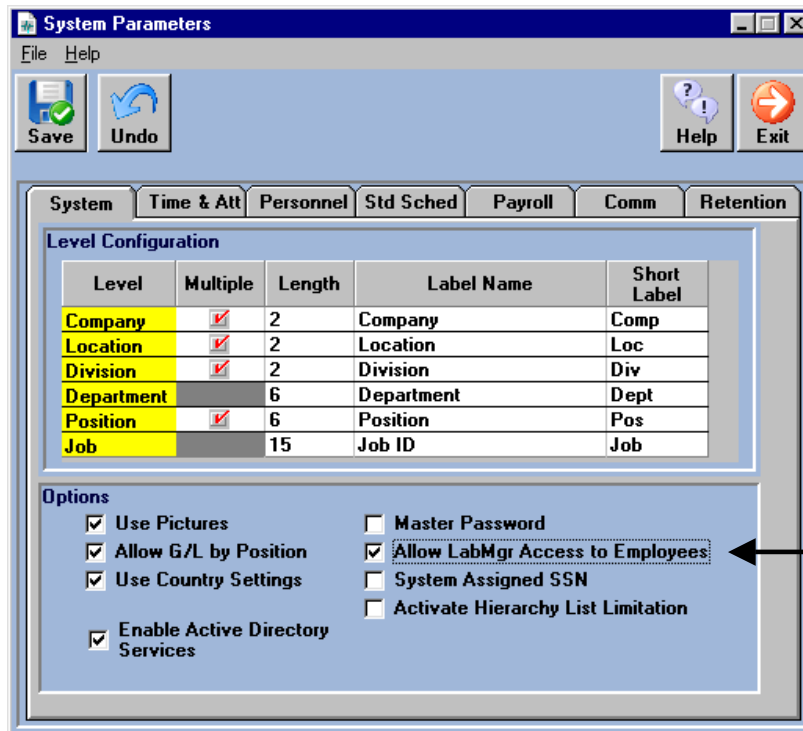 System Parameters
File Help
Save Undo Help Exit
System Time & Att Personnel Std Sched Payroll Comm Retention
Level Configuration
Level Multiple Length Label Name Short Label
Company 2 Company Comp
Location 2 Location Loc
Division 2 Division Div
Department 6 Department Dept
Position 6 Position Pos
Job 15 Job ID Job
Options
Use Pictures Master Password
Allow G/L by Position Allow LabMgr Access to Employees
Use Country Settings System Assigned SSN
Activate Hierarchy List Limitation
Enable Active Directory
Services